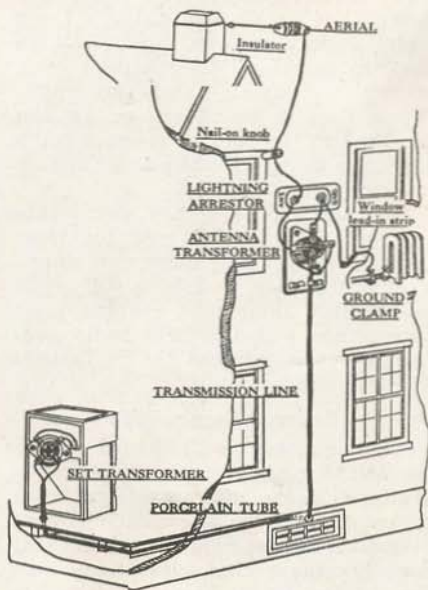 AERIAL
Insulator
Nail-on knob
LIGHTNING
ARRESTOR
Window
lead-in strip
ANTENNA
TRANSFORMER
GROUND
CLAMP
TRANSMISSION LINE
SET TRANSFORMER
PORCELAIN TUBE